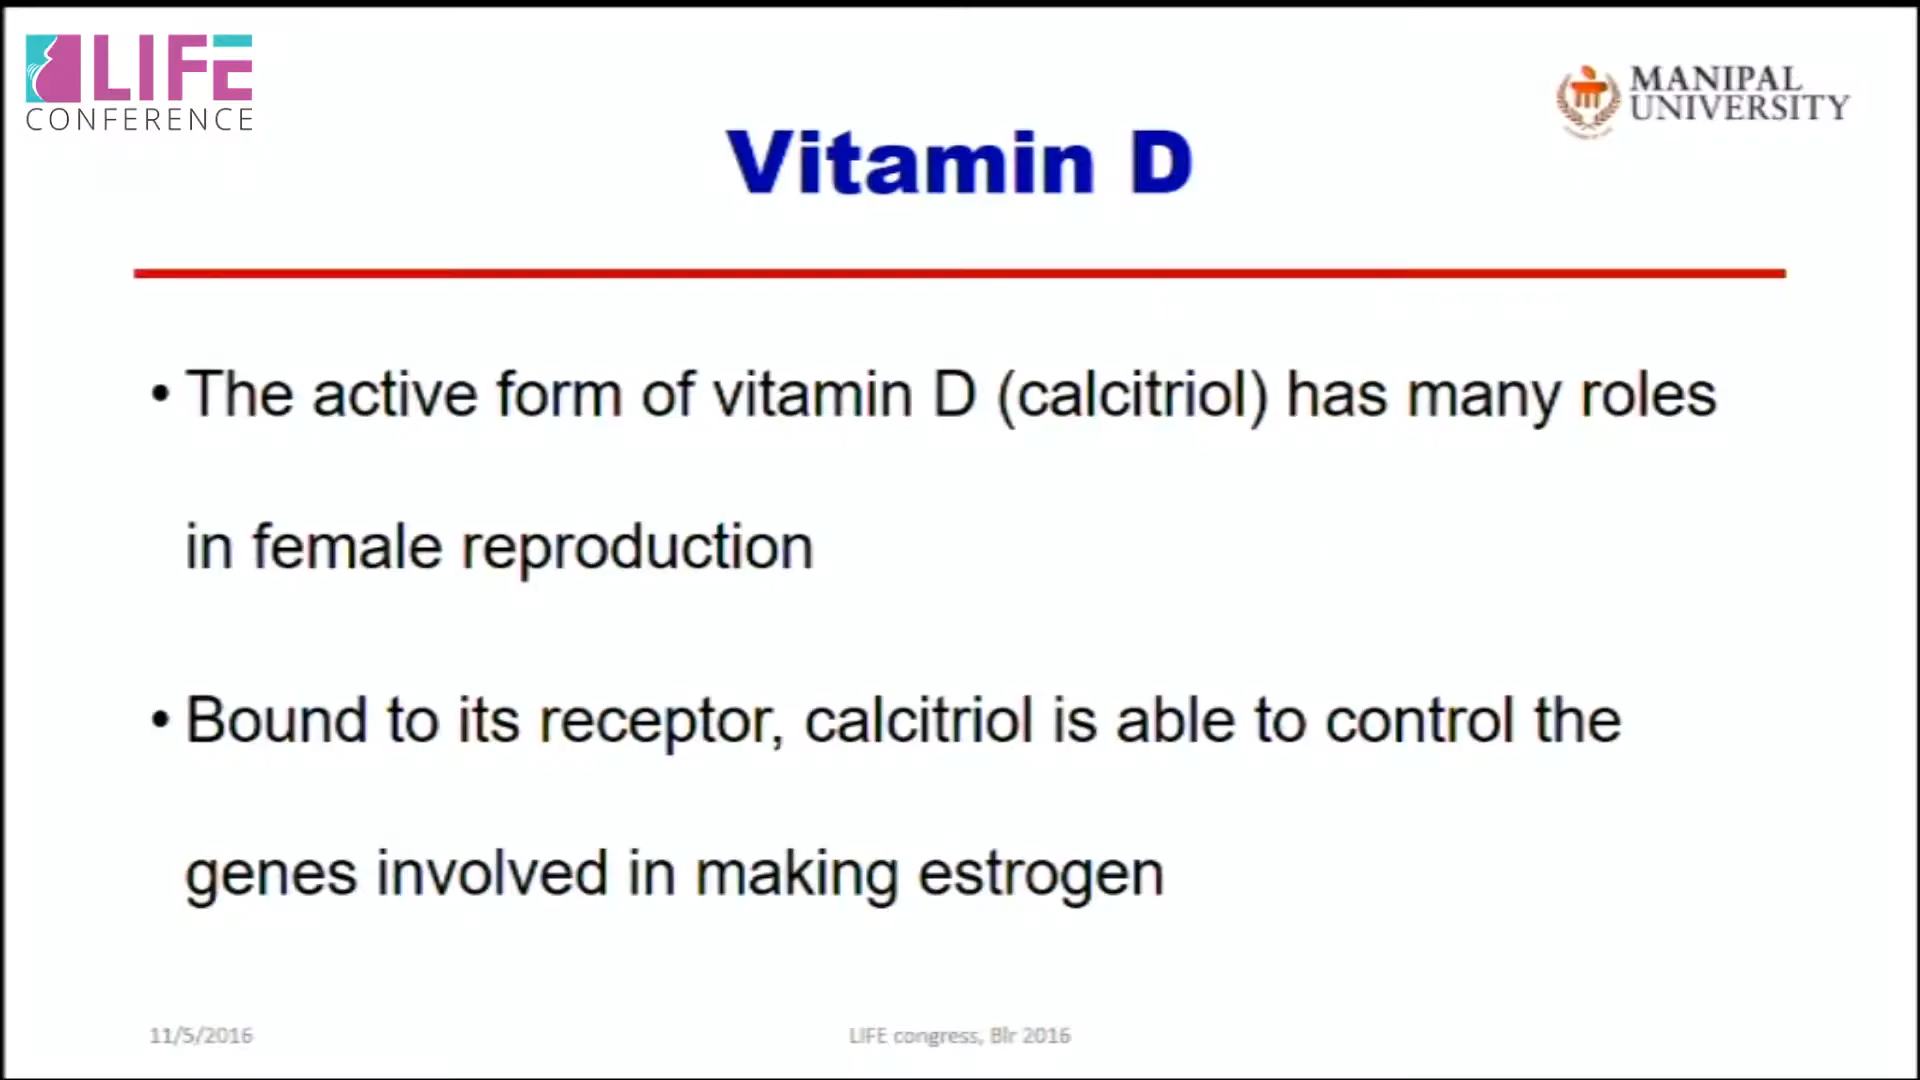 LIFE
CONFERENCE
MANIPAL
UNIVERSITY
Vitamin D
• The active form of vitamin D (calcitriol) has many roles
in female reproduction
• Bound to its receptor, calcitriol is able to control the
genes involved in making estrogen
11/5/2016
LIFE congress, Blr 2016